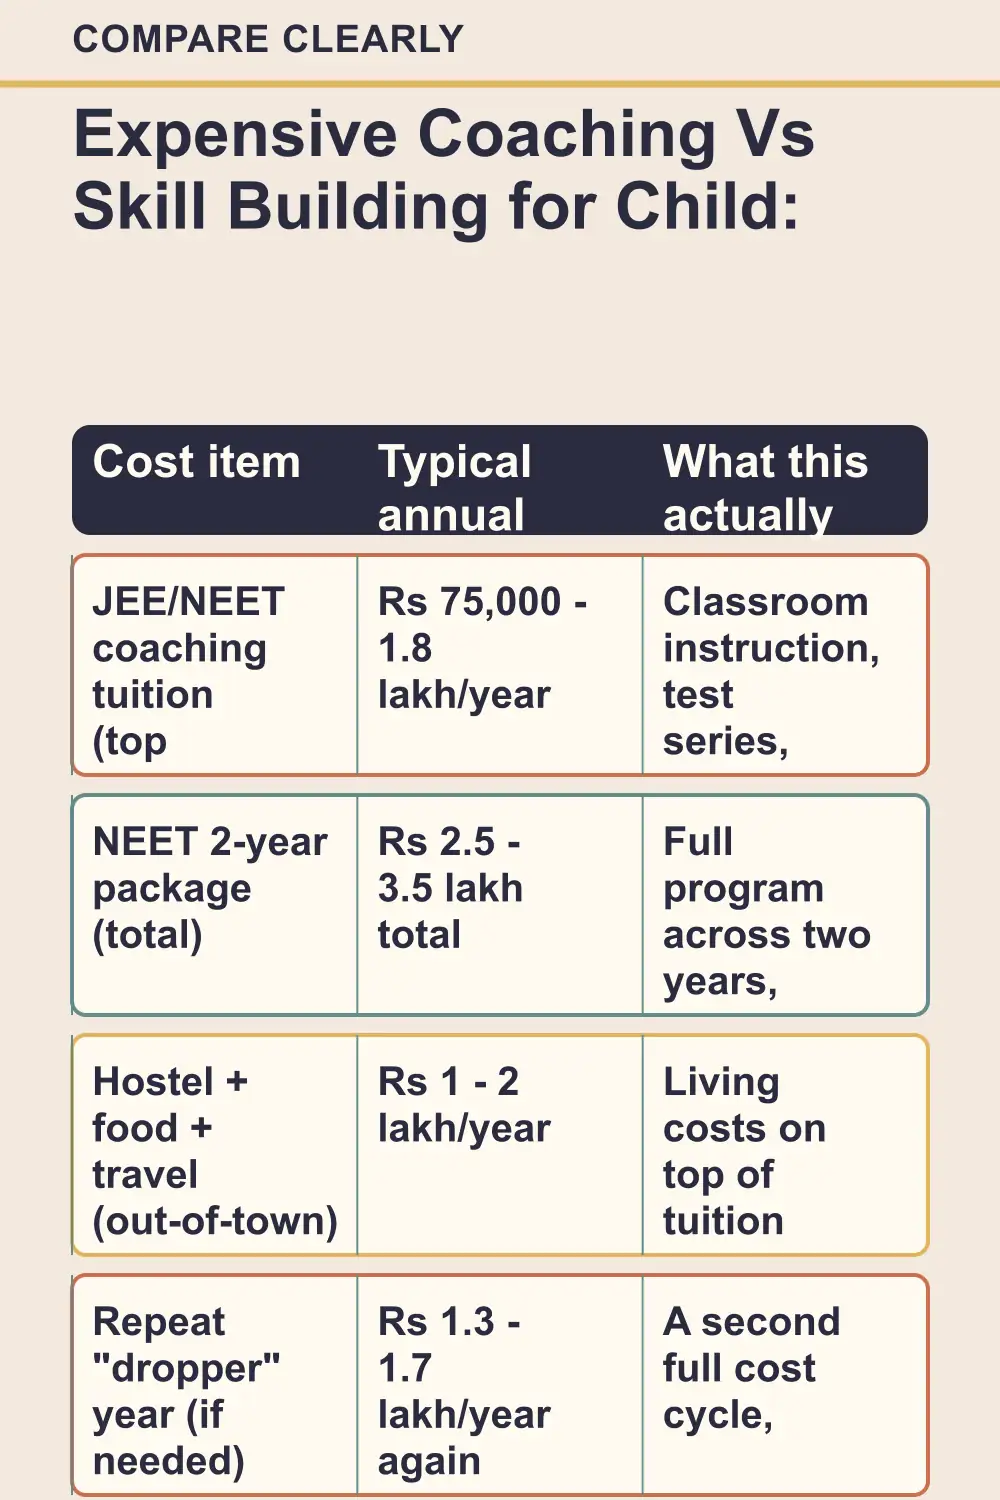 COMPARE CLEARLY
Expensive Coaching Vs
Skill Building for Child:
Cost item
Typical
annual
What this
actually
JEE/NEET
coaching
tuition
(top
Rs 75,000 -
1.8
lakh/year
Classroom
instruction,
test
series,
NEET 2-year
package
(total)
Rs 2.5 -
3.5 lakh
total
Full
program
across two
years,
Hostel +
food +
travel
(out-of-town)
Rs 1 - 2
lakh/year
Living
costs on
top of
tuition
Repeat
"dropper"
year (if
needed)
Rs 1.3 -
1.7
lakh/year
again
A second
full cost
cycle,